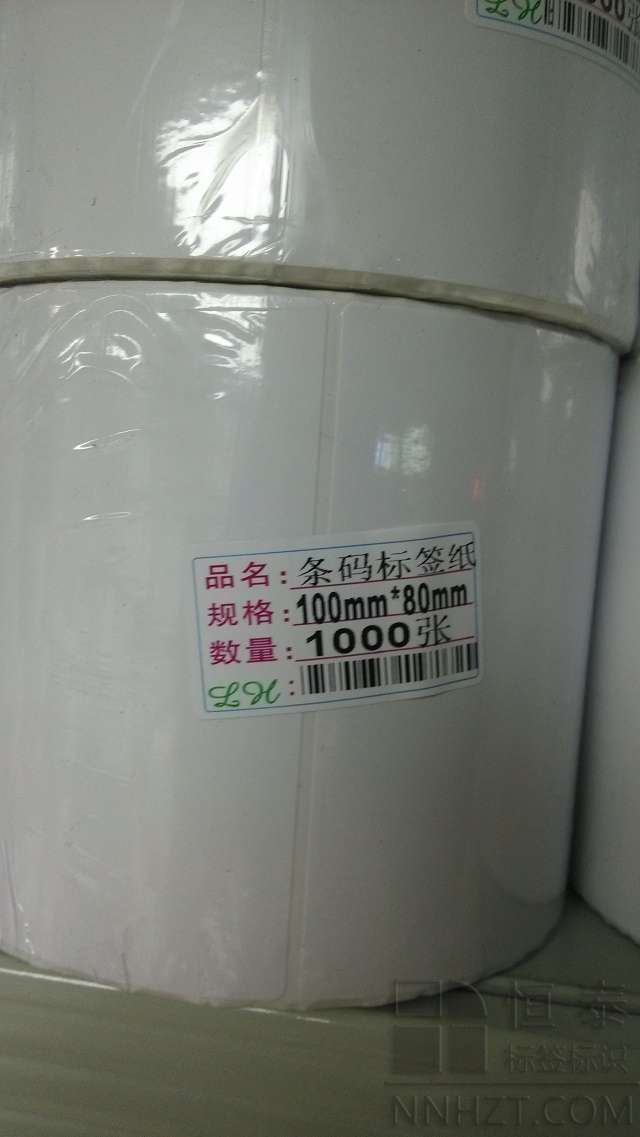 品名:条码标签纸
规格:100mm*80mm
数量:1000张
LH:
恒泰
标签标识
NNHZT.COM